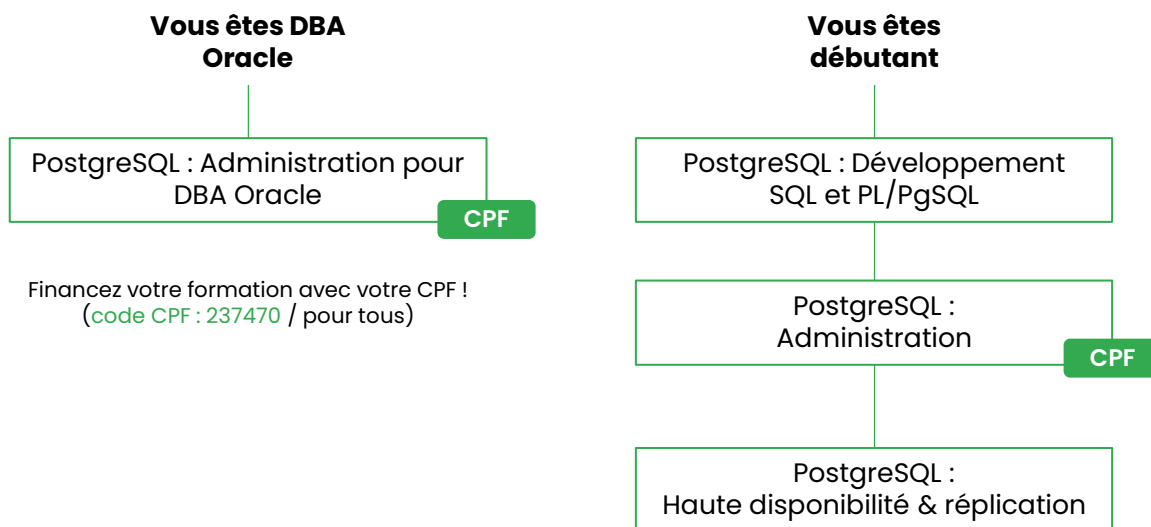 Vous êtes DBA
Oracle
PostgreSQL : Administration pour
DBA Oracle
CPF
Financez votre formation avec votre CPF !
(code CPF : 237470 / pour tous)
Vous êtes
débutant
PostgreSQL : Développement
SQL et PL/PgSQL
PostgreSQL :
Administration
CPF
PostgreSQL :
Haute disponibilité & réplication